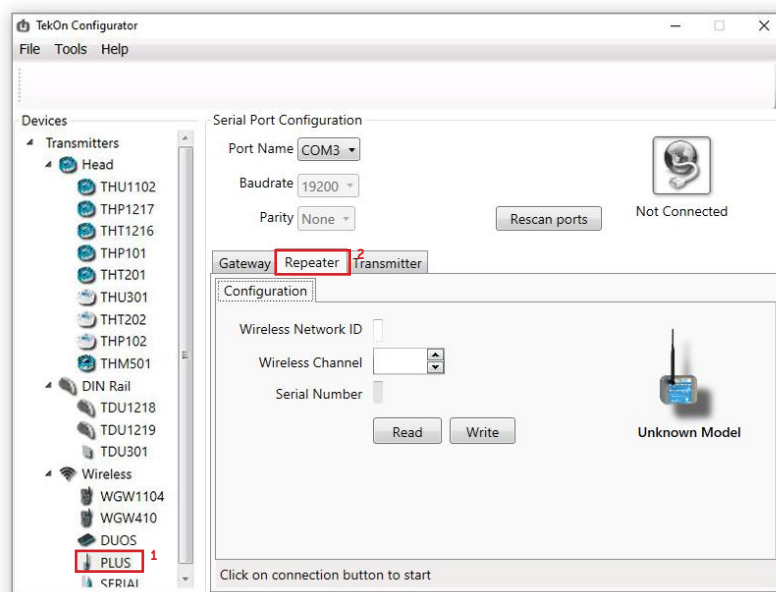 TekOn Configurator
File Tools Help
Devices
Transmitters
Head
THU1102
THP1217
THT1216
THP101
THT201
THU301
THT202
THP102
THM501
DIN Rail
TDU1218
TDU1219
TDU301
Wireless
WGW1104
WGW410
DUOS
PLUS 1
SERIAL
Serial Port Configuration
Port Name COM3
Baudrate 19200
Parity None
Rescan ports
Not Connected
Gateway Repeater 2 Transmitter
Configuration
Wireless Network ID
Wireless Channel
Serial Number
Read Write
Unknown Model
Click on connection button to start